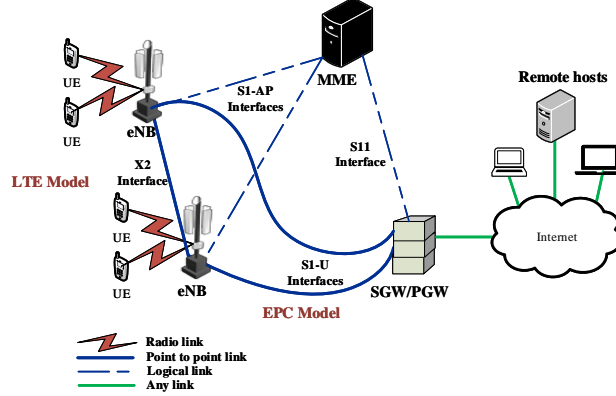 UE
UE
eNB
S1-AP
Interfaces
MME
Remote hosts
LTE Model
X2
Interface
S11
Interface
UE
UE
eNB
S1-U
Interfaces
SGW/PGW
Internet
EPC Model
Radio link
Point to point link
Logical link
Any link